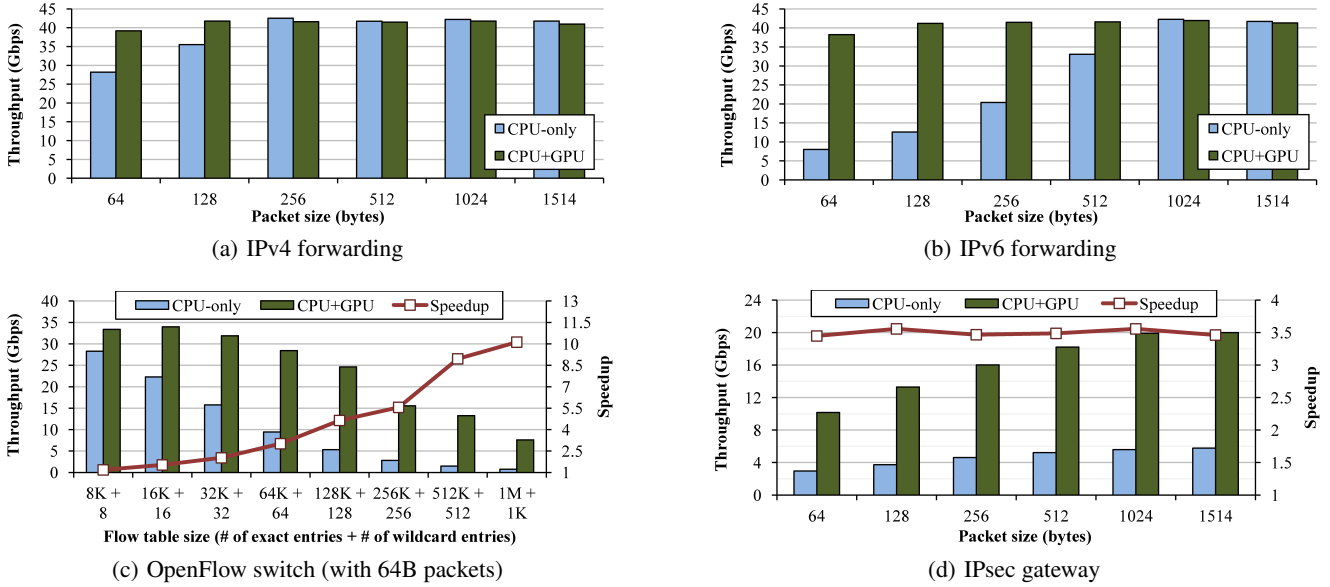 45
40
35
30
25
20
15
10
5
0
Throughput (Gbps)
CPU-only
CPU+GPU
64 128 256 512 1024 1514
Packet size (bytes)
(a) IPv4 forwarding
45
40
35
30
25
20
15
10
5
0
Throughput (Gbps)
CPU-only
CPU+GPU
64 128 256 512 1024 1514
Packet size (bytes)
(b) IPv6 forwarding
CPU-only CPU+GPU Speedup
40
35
30
25
20
15
10
5
0
Throughput (Gbps)
13
11.5
10
8.5
7
5.5
4
2.5
1
Speedup
8K + 16K + 32K + 64K + 128K + 256K + 512K + 1M +
8 16 32 64 128 256 512 1K
Flow table size (# of exact entries + # of wildcard entries)
(c) OpenFlow switch (with 64B packets)
CPU-only CPU+GPU Speedup
24
20
16
12
8
4
0
Throughput (Gbps)
4
3.5
3
2.5
2
1.5
1
Speedup
64 128 256 512 1024 1514
Packet size (bytes)
(d) IPsec gateway